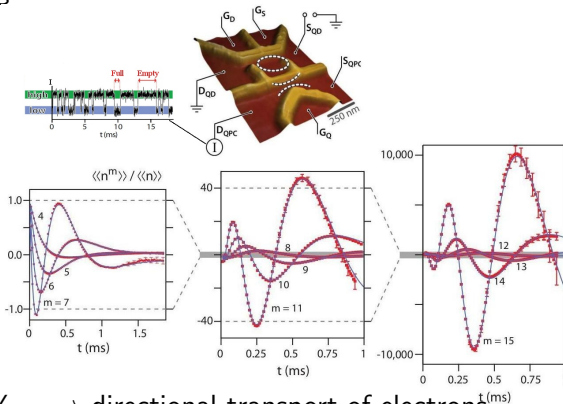 G_D
G_S
S_QD
S_QPC
D_QD
D_QPC
G_Q
250 nm
I
Full
Empty
I
0
5
10
15
t (ms)
⟨⟨n^m⟩⟩ / ⟨⟨n⟩⟩
1.0
0.0
-1.0
4
5
6
m = 7
0.0
0.5
1.0
1.5
t (ms)
40
-40
8
9
10
m = 11
0
0.25
0.5
0.75
1
t (ms)
10,000
-10,000
12
13
14
m = 15
0
0.25
0.5
0.75
t (ms)
directional transport of electrons